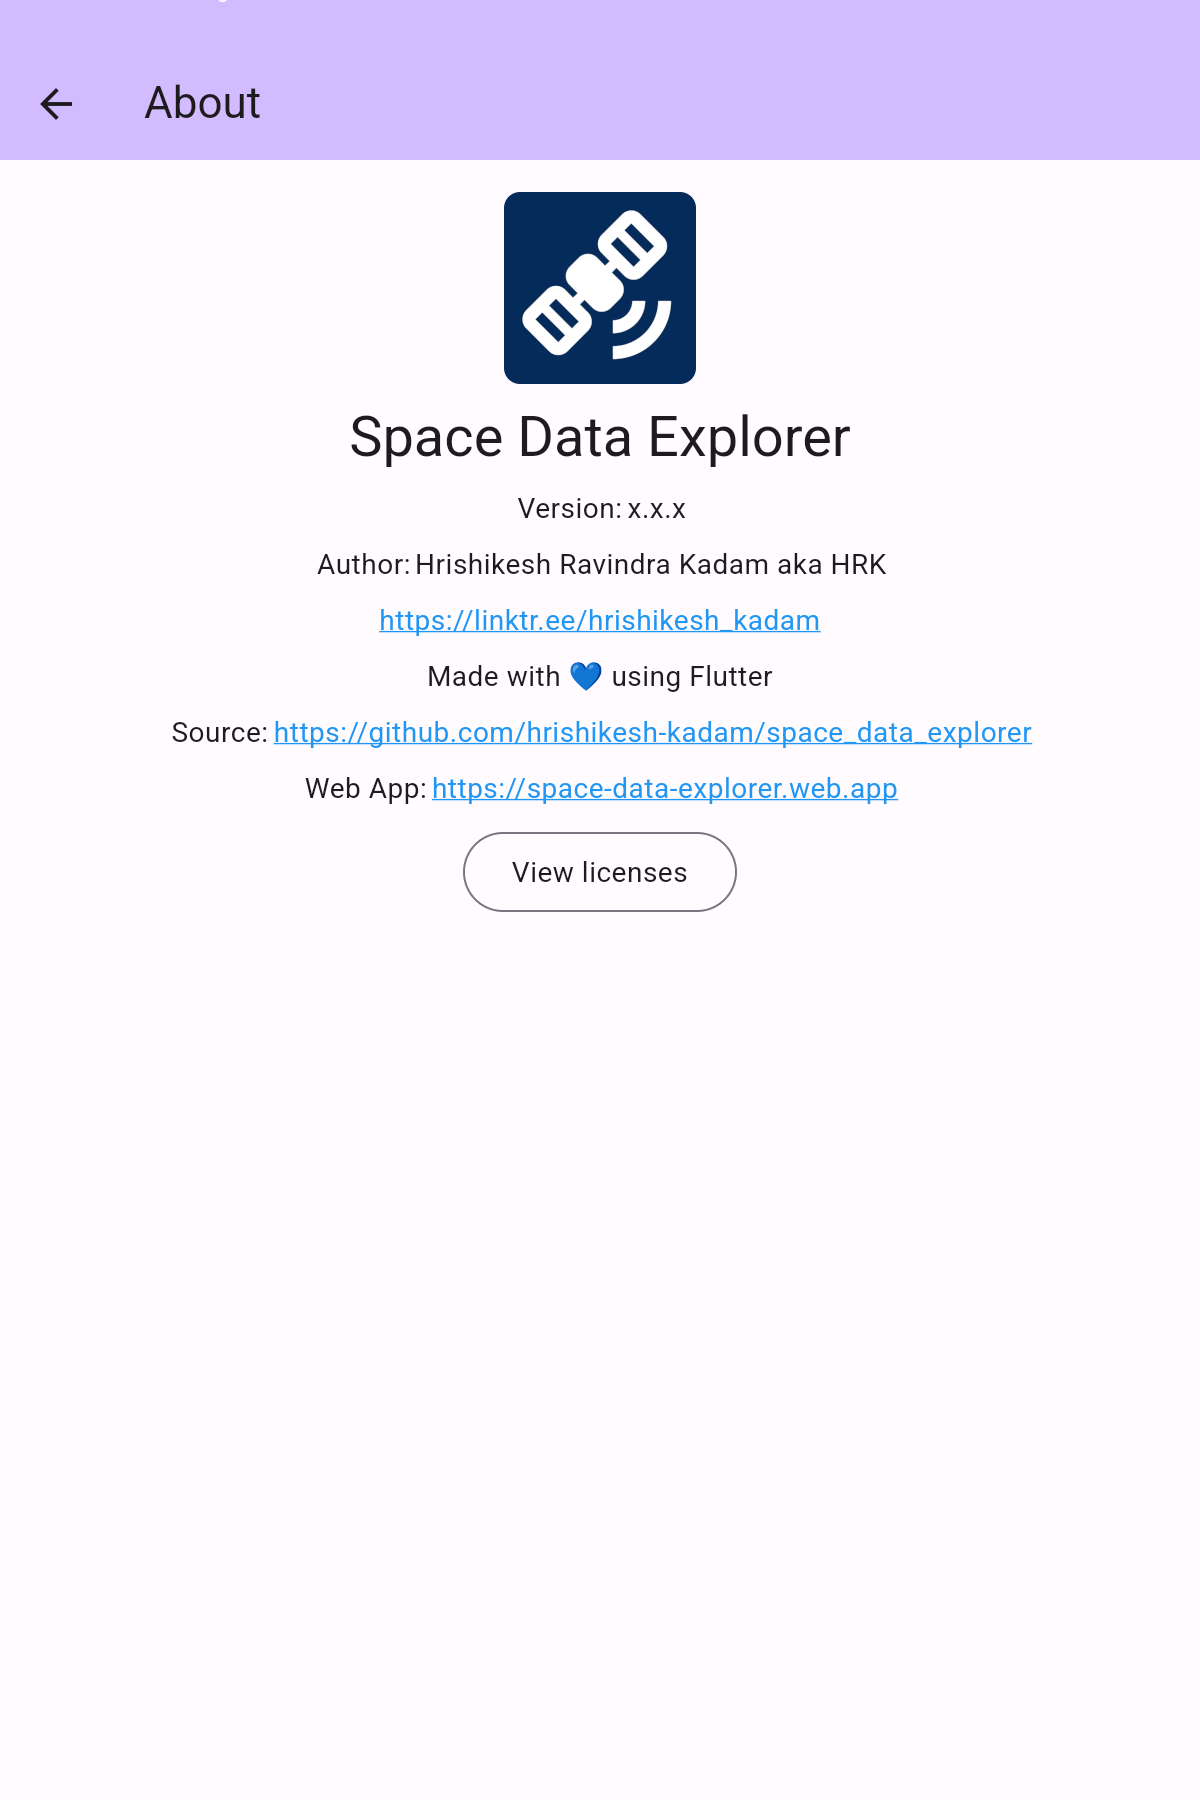 About
Space Data Explorer
Version: x.x.x
Author: Hrishikesh Ravindra Kadam aka HRK
https://linktr.ee/hrishikesh_kadam
Made with 💙 using Flutter
Source: https://github.com/hrishikesh-kadam/space_data_explorer
Web App: https://space-data-explorer.web.app
View licenses